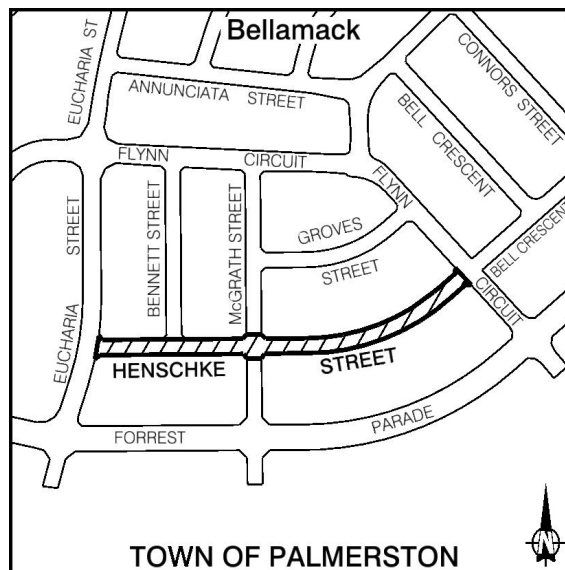 Bellamack
EUCHARIA ST
ANNUNCIATA STREET
CONNORS STREET
BELL CRESCENT
FLYNN CIRCUIT
FLYNN
CIRCUIT
EUCHARIA STREET
BENNETT STREET
McGRATH STREET
GROVES STREET
BELL CRESCENT
HENSCHKE STREET
FORREST PARADE
N
TOWN OF PALMERSTON